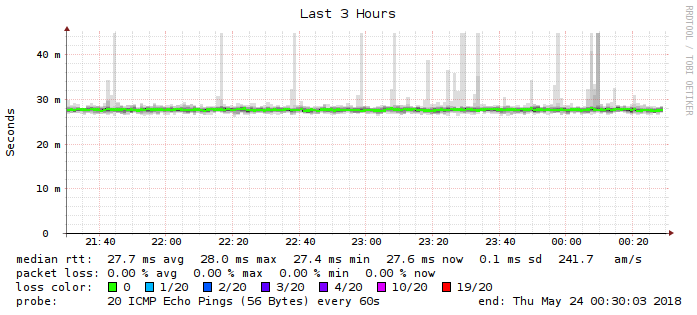 Last 3 Hours
RRDTOOL / TOBI OETIKER
Seconds
40 m
30 m
20 m
10 m
0
21:40 22:00 22:20 22:40 23:00 23:20 23:40 00:00 00:20
median rtt: 27.7 ms avg 28.0 ms max 27.4 ms min 27.6 ms now 0.1 ms sd 241.7 am/s
packet loss: 0.00 % avg 0.00 % max 0.00 % min 0.00 % now
loss color: 0 1/20 2/20 3/20 4/20 10/20 19/20
probe: 20 ICMP Echo Pings (56 Bytes) every 60s end: Thu May 24 00:30:03 2018